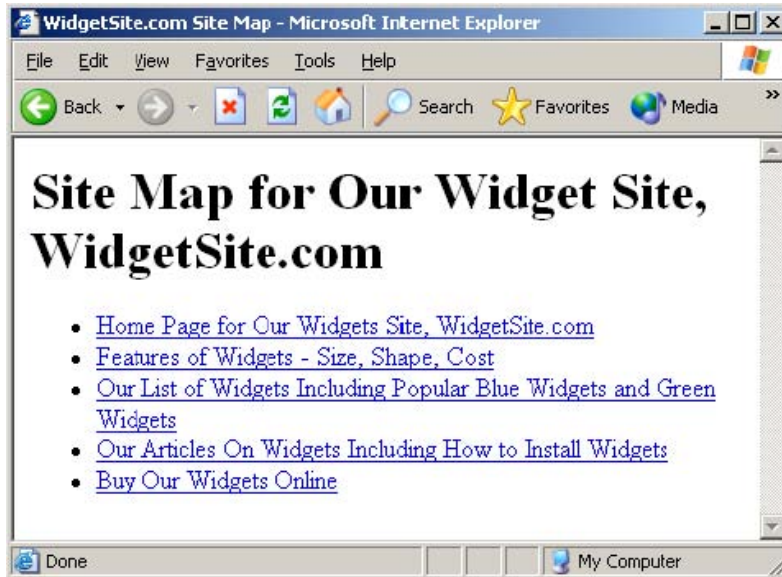 WidgetSite.com Site Map - Microsoft Internet Explorer
File Edit View Favorites Tools Help
Back Search Favorites Media »
Site Map for Our Widget Site,
WidgetSite.com
• Home Page for Our Widgets Site, WidgetSite.com
• Features of Widgets - Size, Shape, Cost
• Our List of Widgets Including Popular Blue Widgets and Green
Widgets
• Our Articles On Widgets Including How to Install Widgets
• Buy Our Widgets Online
Done My Computer